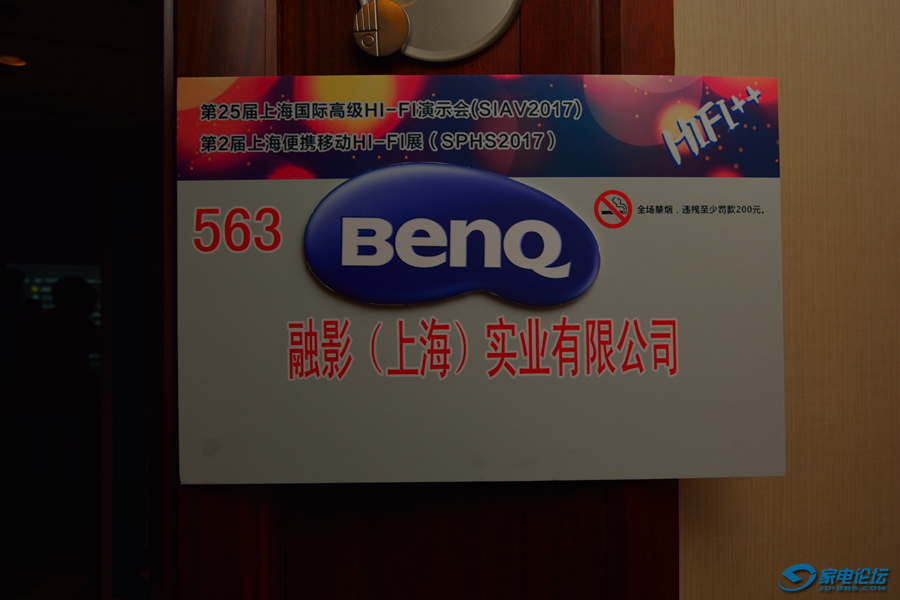 第25届上海国际高级HI-FI演示会(SIAV2017)
第2届上海便携移动HI-FI展（SPHS2017）
HIFI++
563
BenQ
全场禁烟，违规至少罚款200元。
融影（上海）实业有限公司
家电论坛
JD-BBS.COM